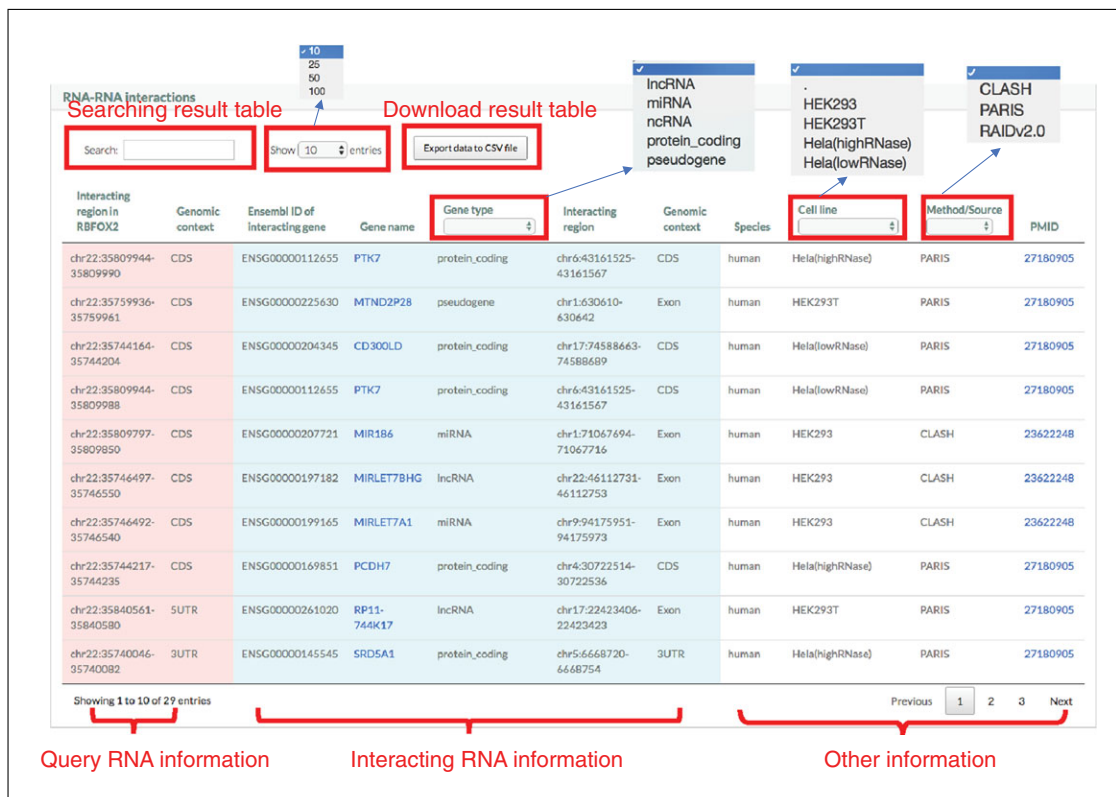 ✓ 10
25
50
100
✓
lncRNA
miRNA
ncRNA
protein_coding
pseudogene
✓
.
HEK293
HEK293T
Hela(highRNase)
Hela(lowRNase)
✓
CLASH
PARIS
RAIDv2.0
RNA-RNA interactions
Searching result table
Download result table
Search:
Show 10 entries
Export data to CSV file
Interacting region in RBFOX2 Genomic context Ensembl ID of interacting gene Gene name Gene type Interacting region Genomic context Species Cell line Method/Source PMID
chr22:35809944- CDS ENSG00000112655 PTK7 protein_coding chr6:43161525- CDS human Hela(highRNase) PARIS 27180905
35809990 43161567
chr22:35759936- CDS ENSG00000225630 MTND2P28 pseudogene chr1:630610- Exon human HEK293T PARIS 27180905
35759961 630642
chr22:35744164- CDS ENSG00000204345 CD300LD protein_coding chr17:74588663- CDS human Hela(lowRNase) PARIS 27180905
35744204 74588689
chr22:35809944- CDS ENSG00000112655 PTK7 protein_coding chr6:43161525- CDS human Hela(lowRNase) PARIS 27180905
35809988 43161567
chr22:35809797- CDS ENSG00000207721 MIR186 miRNA chr1:71067694- Exon human HEK293 CLASH 23622248
35809850 71067716
chr22:35746497- CDS ENSG00000197182 MIRLET7BHG lncRNA chr22:46112731- Exon human HEK293 CLASH 23622248
35746550 46112753
chr22:35746492- CDS ENSG00000199165 MIRLET7A1 miRNA chr9:94175951- Exon human HEK293 CLASH 23622248
35746540 94175973
chr22:35744217- CDS ENSG00000169851 PCDH7 protein_coding chr4:30722514- CDS human Hela(highRNase) PARIS 27180905
35744235 30722536
chr22:35840561- 5UTR ENSG00000261020 RP11- lncRNA chr17:22423406- Exon human HEK293T PARIS 27180905
35840580 744K17 22423423
chr22:35740046- 3UTR ENSG00000145545 SRD5A1 protein_coding chr5:6668720- 3UTR human Hela(highRNase) PARIS 27180905
35740082 6668754
Showing 1 to 10 of 29 entries
Previous 1 2 3 Next
Query RNA information
Interacting RNA information
Other information